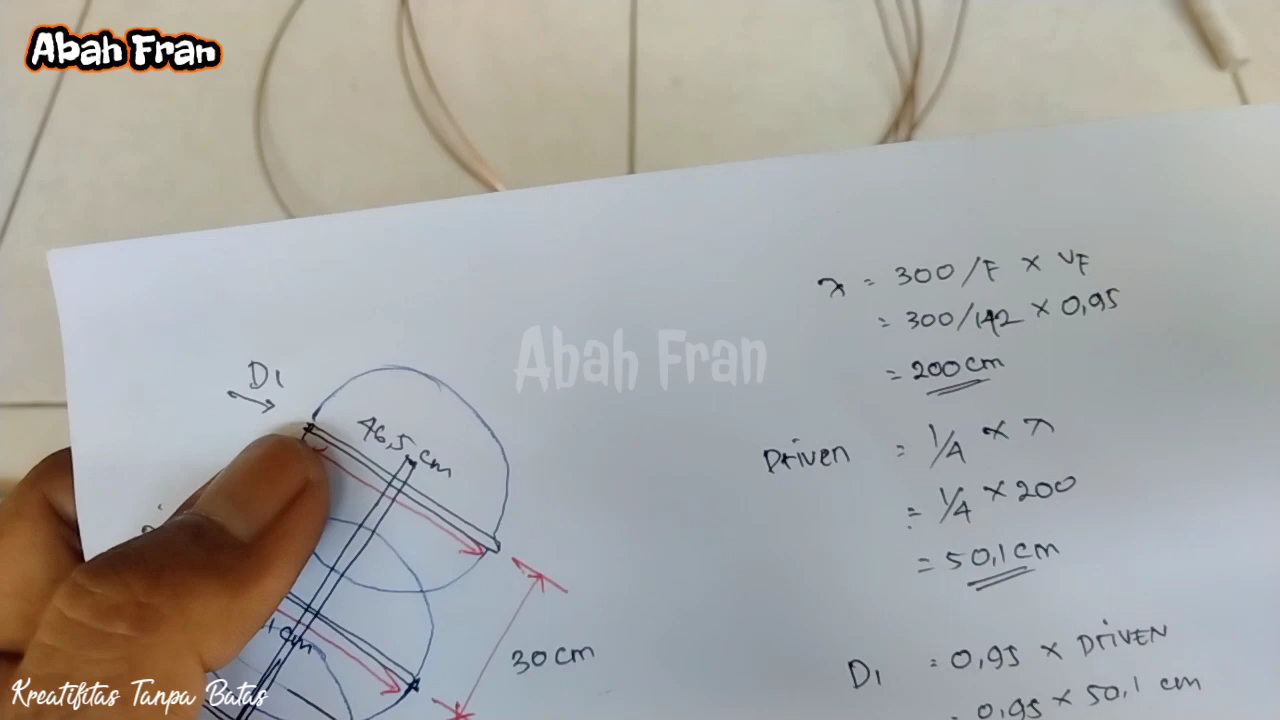 Abah Fran
λ = 300/F × VF
= 300/142 × 0,95
= 200 cm
Abah Fran
D1
46,5 cm
Driven = 1/4 × λ
= 1/4 × 200
= 50,1 cm
30 cm
D1 = 0,95 × DRIVEN
= 0,95 × 50,1 cm
cm
Kreatifitas Tanpa Batas